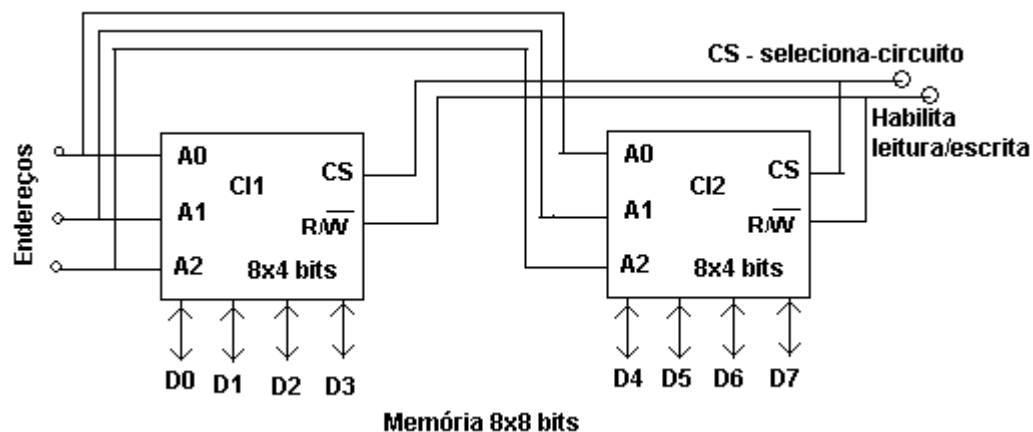 CS - seleciona-circuito
Habilita
leitura/escrita
Endereços
A0
CI1
CS
A1
R/W̅
A2
8x4 bits
A0
CI2
CS
A1
R/W̅
A2
8x4 bits
D0 D1 D2 D3
D4 D5 D6 D7
Memória 8x8 bits